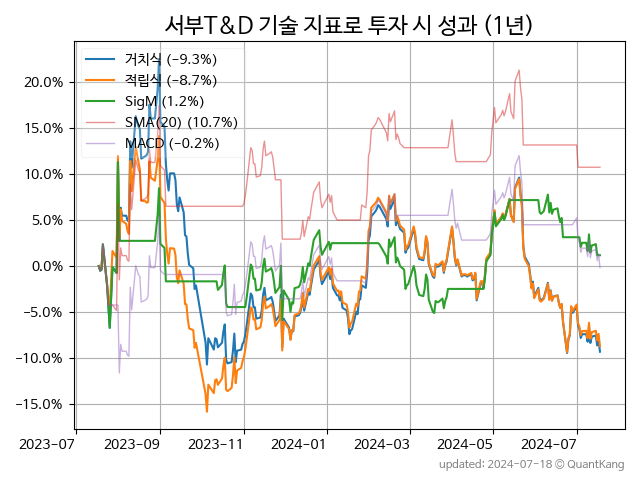 서부T&D 기술 지표로 투자 시 성과 (1년)
거치식 (-9.3%)
적립식 (-8.7%)
SigM (1.2%)
SMA(20) (10.7%)
MACD (-0.2%)
20.0%
15.0%
10.0%
5.0%
0.0%
-5.0%
-10.0%
-15.0%
2023-07 2023-09 2023-11 2024-01 2024-03 2024-05 2024-07
updated: 2024-07-18 © QuantKang